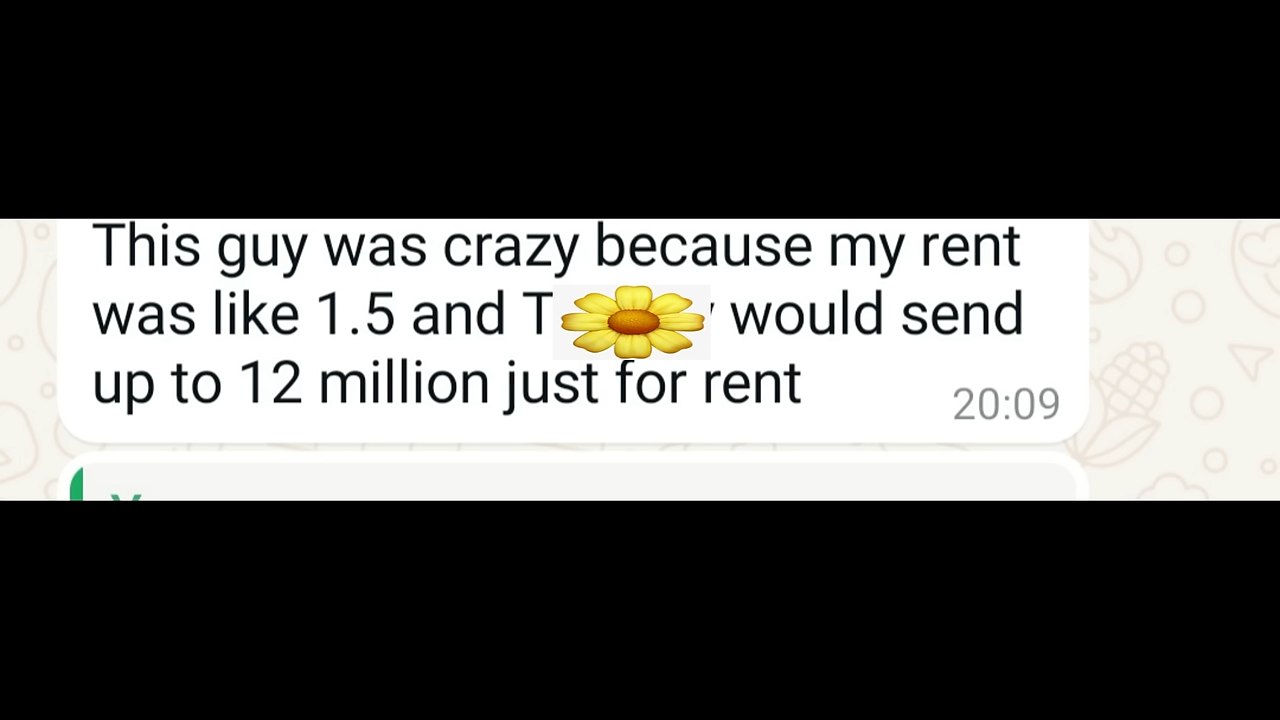 This guy was crazy because my rent
was like 1.5 and would send
up to 12 million just for rent
20:09